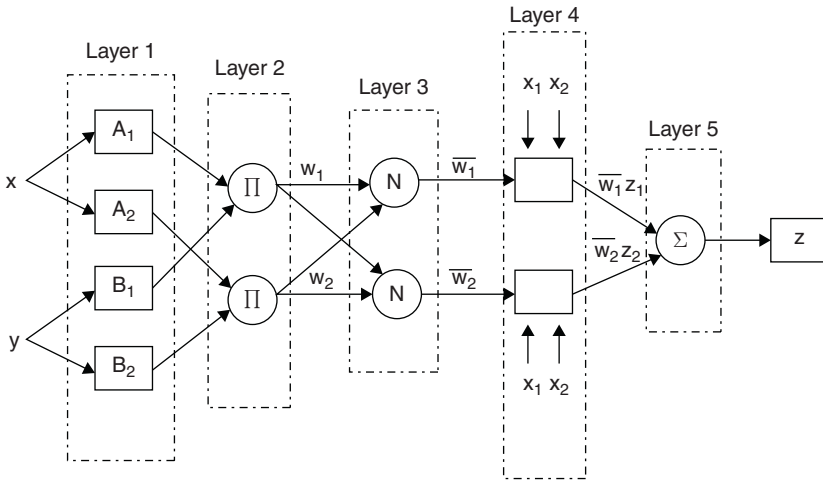 Layer 1
Layer 2
Layer 3
Layer 4
Layer 5
x
y
A₁
A₂
B₁
B₂
Π
Π
w₁
w₂
N
N
w̅₁
w̅₂
x₁ x₂
x₁ x₂
w̅₁z₁
w̅₂z₂
Σ
z